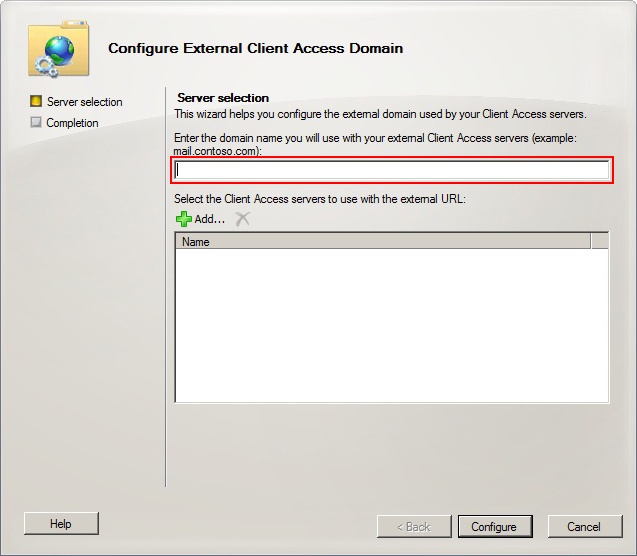 Configure External Client Access Domain
Server selection
Completion
Server selection
This wizard helps you configure the external domain used by your Client Access servers.
Enter the domain name you will use with your external Client Access servers (example:
mail.contoso.com):
Select the Client Access servers to use with the external URL:
Add...
Name
Help
< Back
Configure
Cancel